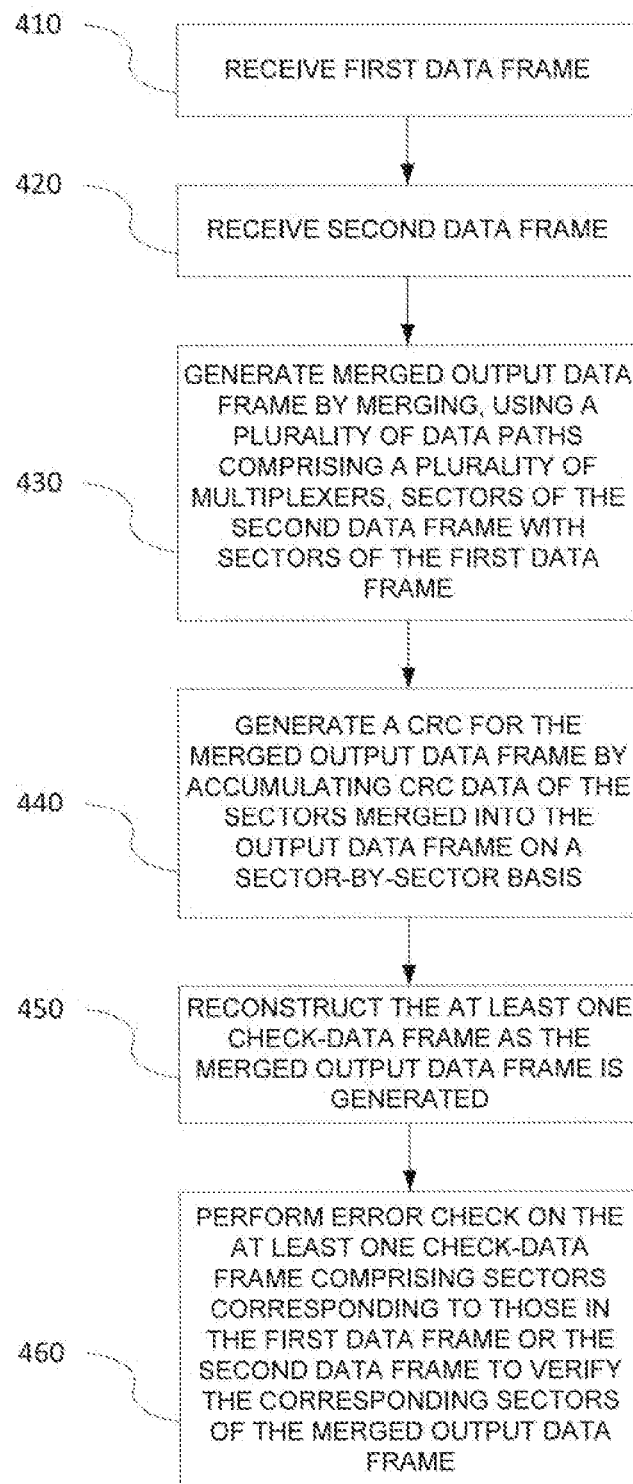 410
RECEIVE FIRST DATA FRAME
420
RECEIVE SECOND DATA FRAME
430
GENERATE MERGED OUTPUT DATA
FRAME BY MERGING, USING A
PLURALITY OF DATA PATHS
COMPRISING A PLURALITY OF
MULTIPLEXERS, SECTORS OF THE
SECOND DATA FRAME WITH
SECTORS OF THE FIRST DATA
FRAME
440
GENERATE A CRC FOR THE
MERGED OUTPUT DATA FRAME BY
ACCUMULATING CRC DATA OF THE
SECTORS MERGED INTO THE
OUTPUT DATA FRAME ON A
SECTOR-BY-SECTOR BASIS
450
RECONSTRUCT THE AT LEAST ONE
CHECK-DATA FRAME AS THE
MERGED OUTPUT DATA FRAME IS
GENERATED
460
PERFORM ERROR CHECK ON THE
AT LEAST ONE CHECK-DATA
FRAME COMPRISING SECTORS
CORRESPONDING TO THOSE IN
THE FIRST DATA FRAME OR THE
SECOND DATA FRAME TO VERIFY
THE CORRESPONDING SECTORS
OF THE MERGED OUTPUT DATA
FRAME